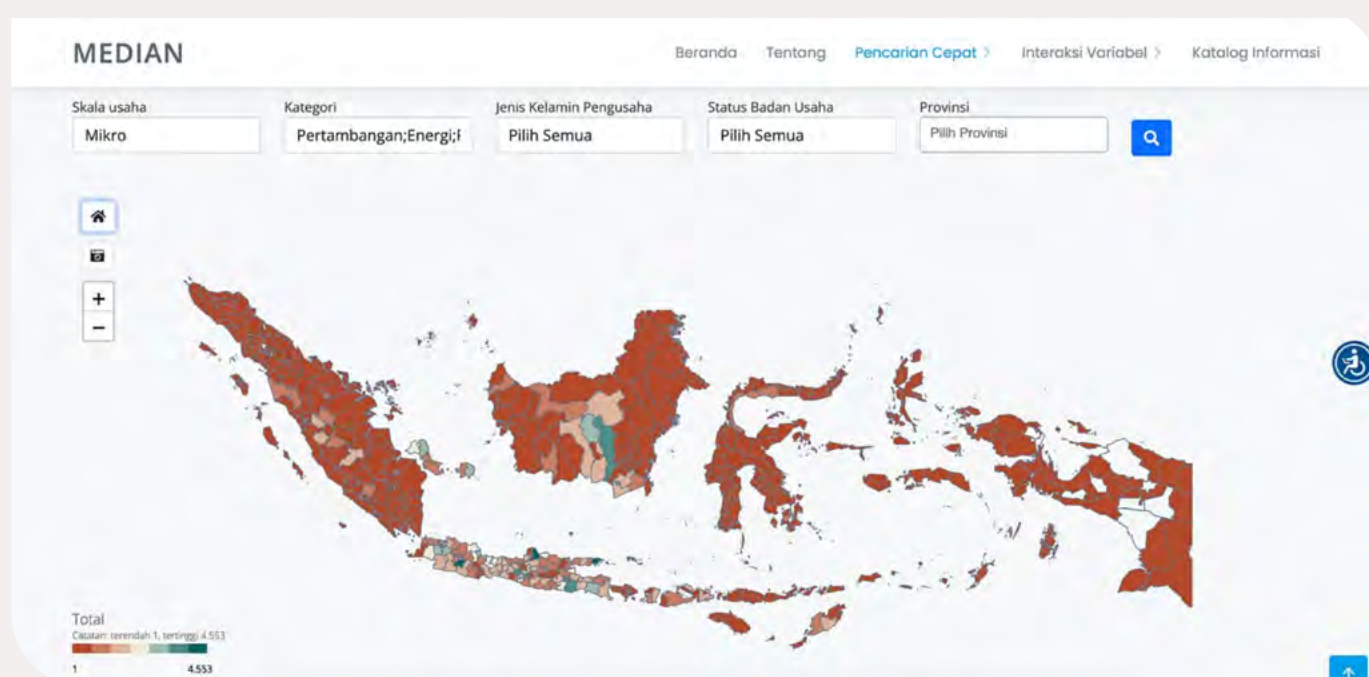 MEDIAN
Beranda Tentang Pencarian Cepat > Interaksi Variabel > Katalog Informasi
Skala usaha Kategori Jenis Kelamin Pengusaha Status Badan Usaha Provinsi
Mikro Pertambangan;Energi; Pilih Semua Pilih Semua Pilih Provinsi
+
−
Total
Catatan: terendah 1, tertinggi 4.553
1 4.553